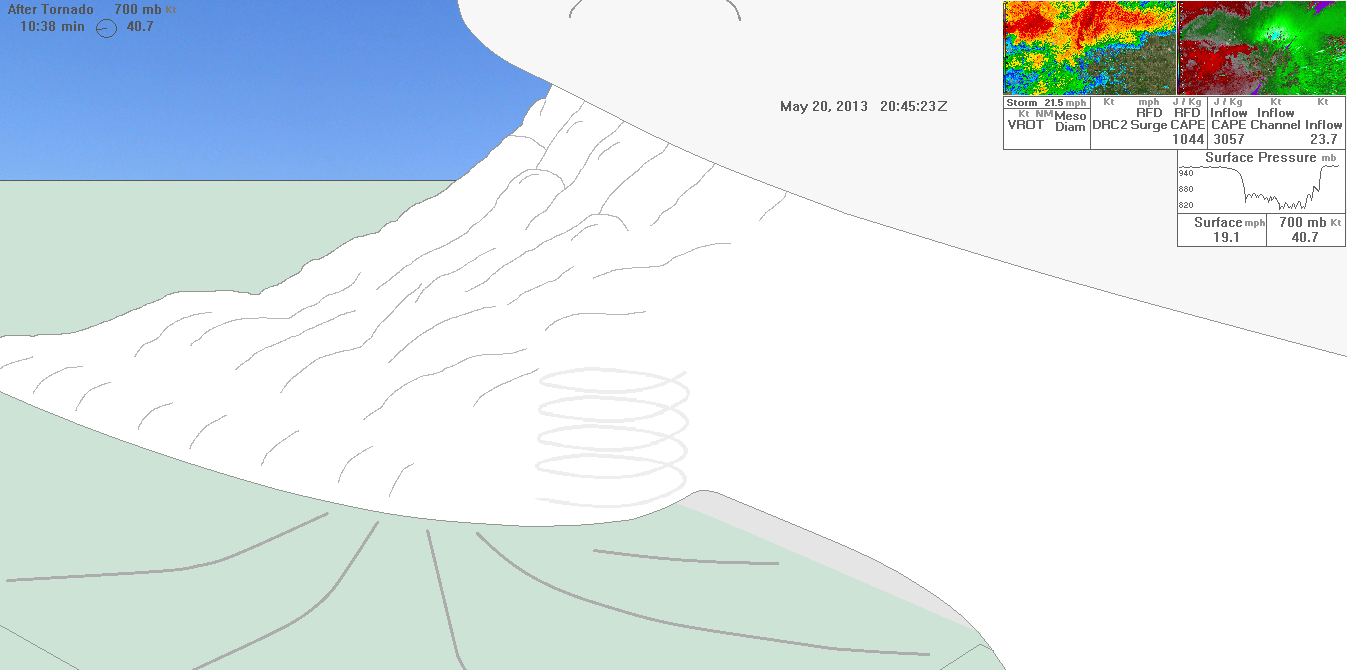 After Tornado 700 mb Kt
10:38 min 40.7
May 20, 2013 20:45:23Z
Storm 21.5 mph
Kt NM
VROT Meso
Diam
Kt mph J / Kg
RFD RFD
DRC2 Surge CAPE
1044
J / Kg Kt Kt
Inflow Inflow
CAPE Channel Inflow
3057 23.7
Surface Pressure mb
940
880
820
Surface mph
19.1
700 mb Kt
40.7